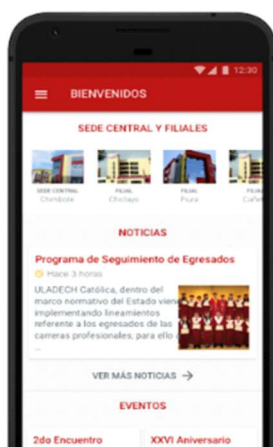 12:30
BIENVENIDOS
SEDE CENTRAL Y FILIALES
SEDE CENTRAL FILIAL FILIAL FILIAL
Chimbote Chiclayo Piura Cañet
NOTICIAS
Programa de Seguimiento de Egresados
Hace 3 horas
ULADECH Católica, dentro del
marco normativo del Estado viene
implementando lineamientos
referente a los egresados de las
carreras profesionales, para ello
...
VER MÁS NOTICIAS →
EVENTOS
2do Encuentro XXVI Aniversario